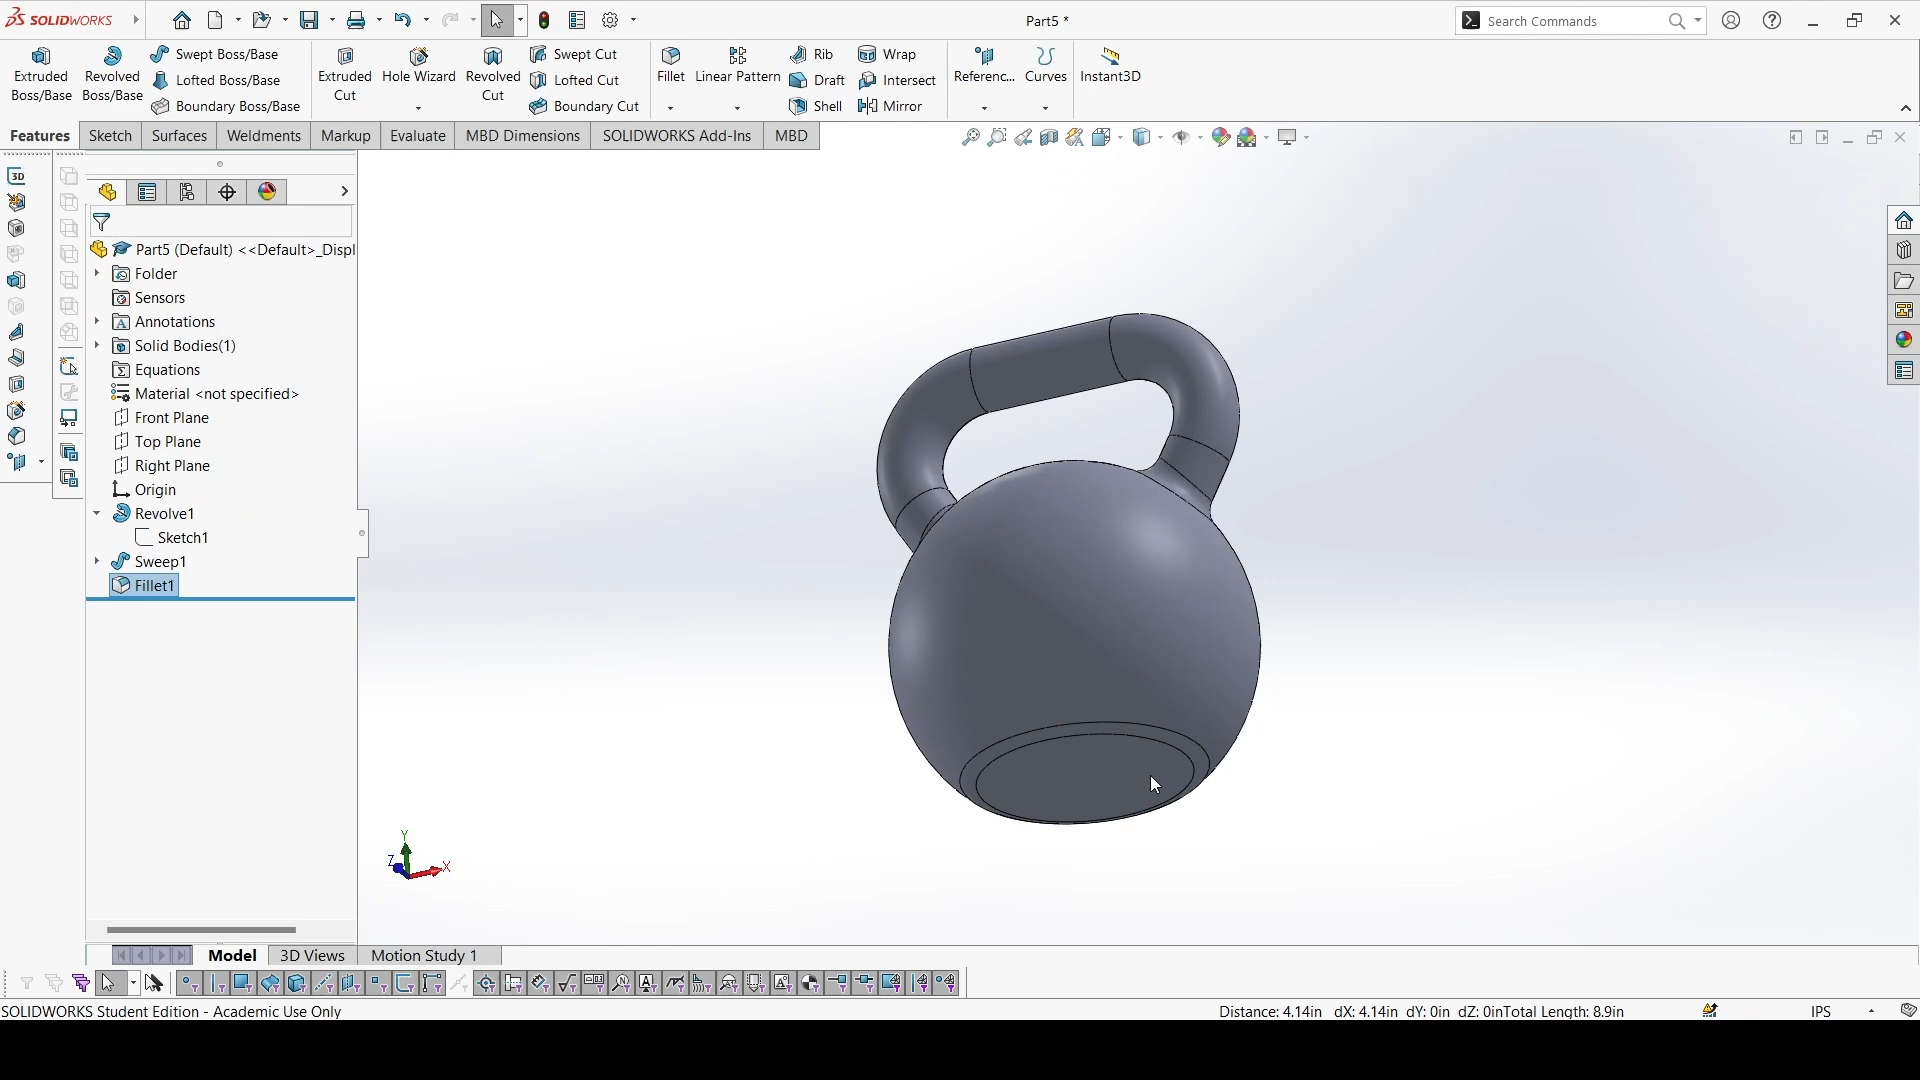 SOLIDWORKS
Part5 *
Search Commands
Extruded Boss/Base
Revolved Boss/Base
Swept Boss/Base
Lofted Boss/Base
Boundary Boss/Base
Extruded Cut
Hole Wizard
Revolved Cut
Swept Cut
Lofted Cut
Boundary Cut
Fillet
Linear Pattern
Rib
Draft
Shell
Wrap
Intersect
Mirror
Referenc...
Curves
Instant3D
Features
Sketch
Surfaces
Weldments
Markup
Evaluate
MBD Dimensions
SOLIDWORKS Add-Ins
MBD
3D
Part5 (Default) <<Default>_Displ
Folder
Sensors
Annotations
Solid Bodies(1)
Equations
Material <not specified>
Front Plane
Top Plane
Right Plane
Origin
Revolve1
Sketch1
Sweep1
Fillet1
Y
Z
X
Model
3D Views
Motion Study 1
SOLIDWORKS Student Edition - Academic Use Only
Distance: 4.14in dX: 4.14in dY: 0in dZ: 0inTotal Length: 8.9in
IPS